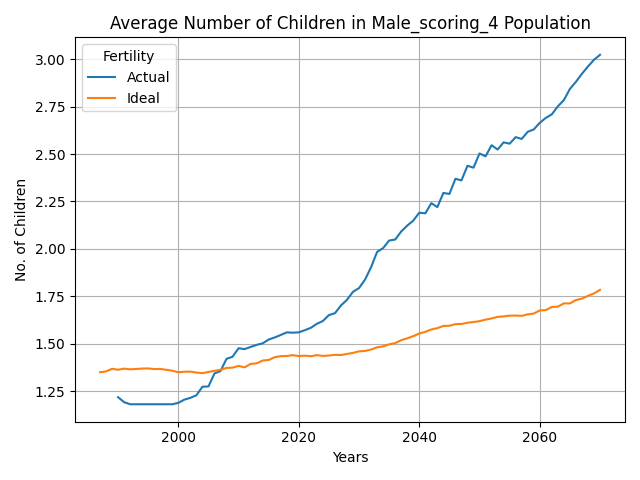 Average Number of Children in Male_scoring_4 Population
Fertility
Actual
Ideal
3.00
2.75
2.50
2.25
2.00
1.75
1.50
1.25
No. of Children
2000 2020 2040 2060
Years